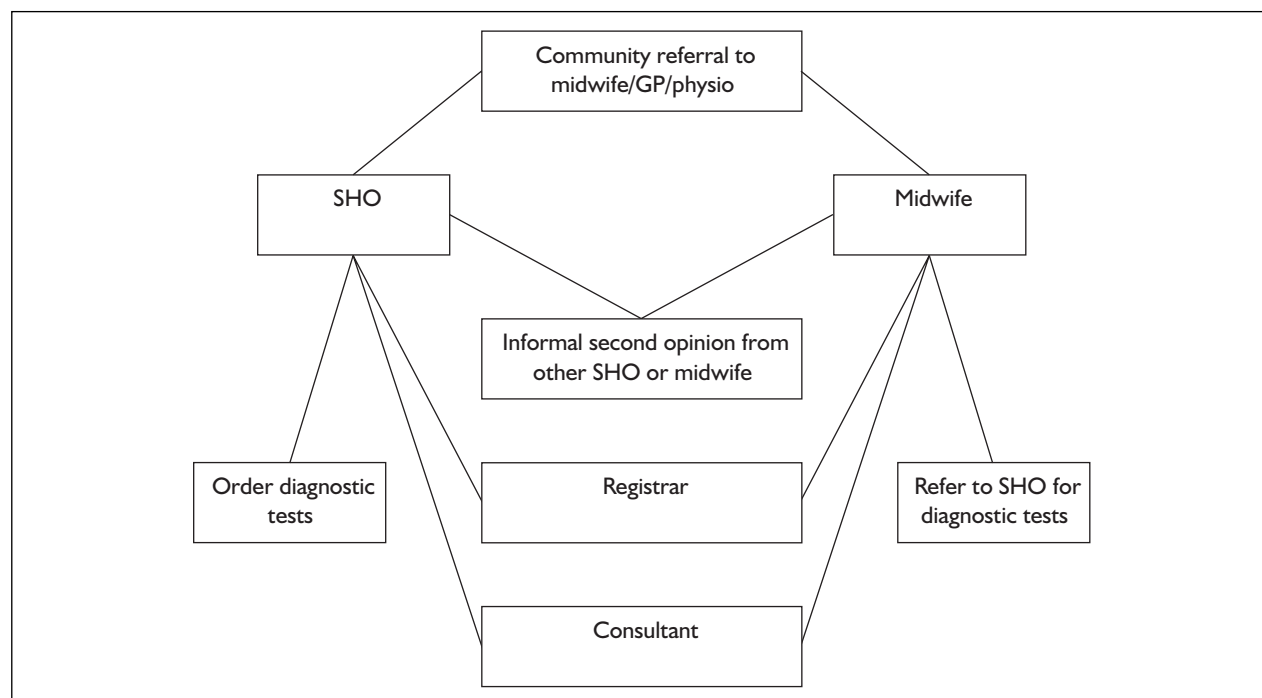 Community referral to
midwife/GP/physio
SHO
Midwife
Informal second opinion from
other SHO or midwife
Order diagnostic
tests
Registrar
Refer to SHO for
diagnostic tests
Consultant